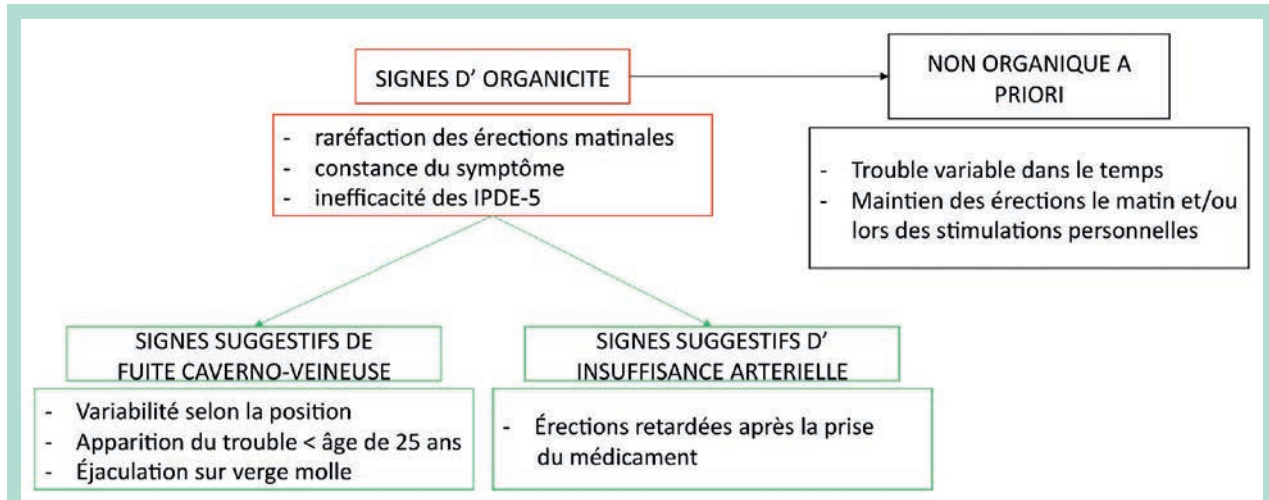 SIGNES D' ORGANICITE
NON ORGANIQUE A
PRIORI
- raréfaction des érections matinales
- constance du symptôme
- inefficacité des IPDE-5
- Trouble variable dans le temps
- Maintien des érections le matin et/ou
lors des stimulations personnelles
SIGNES SUGGESTIFS DE
FUITE CAVERNO-VEINEUSE
- Variabilité selon la position
- Apparition du trouble < âge de 25 ans
- Éjaculation sur verge molle
SIGNES SUGGESTIFS D'
INSUFFISANCE ARTERIELLE
- Érections retardées après la prise
du médicament